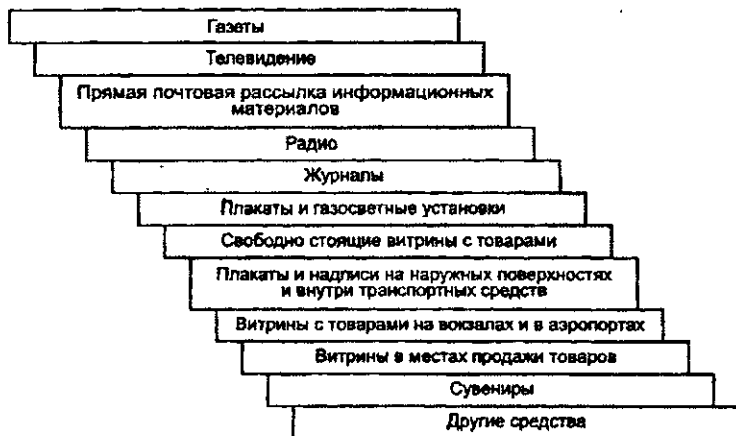 Газеты
Телевидение
Прямая почтовая рассылка информационных
материалов
Радио
Журналы
Плакаты и газосветные установки
Свободно стоящие витрины с товарами
Плакаты и надписи на наружных поверхностях
и внутри транспортных средств
Витрины с товарами на вокзалах и в аэропортах
Витрины в местах продажи товаров
Сувениры
Другие средства